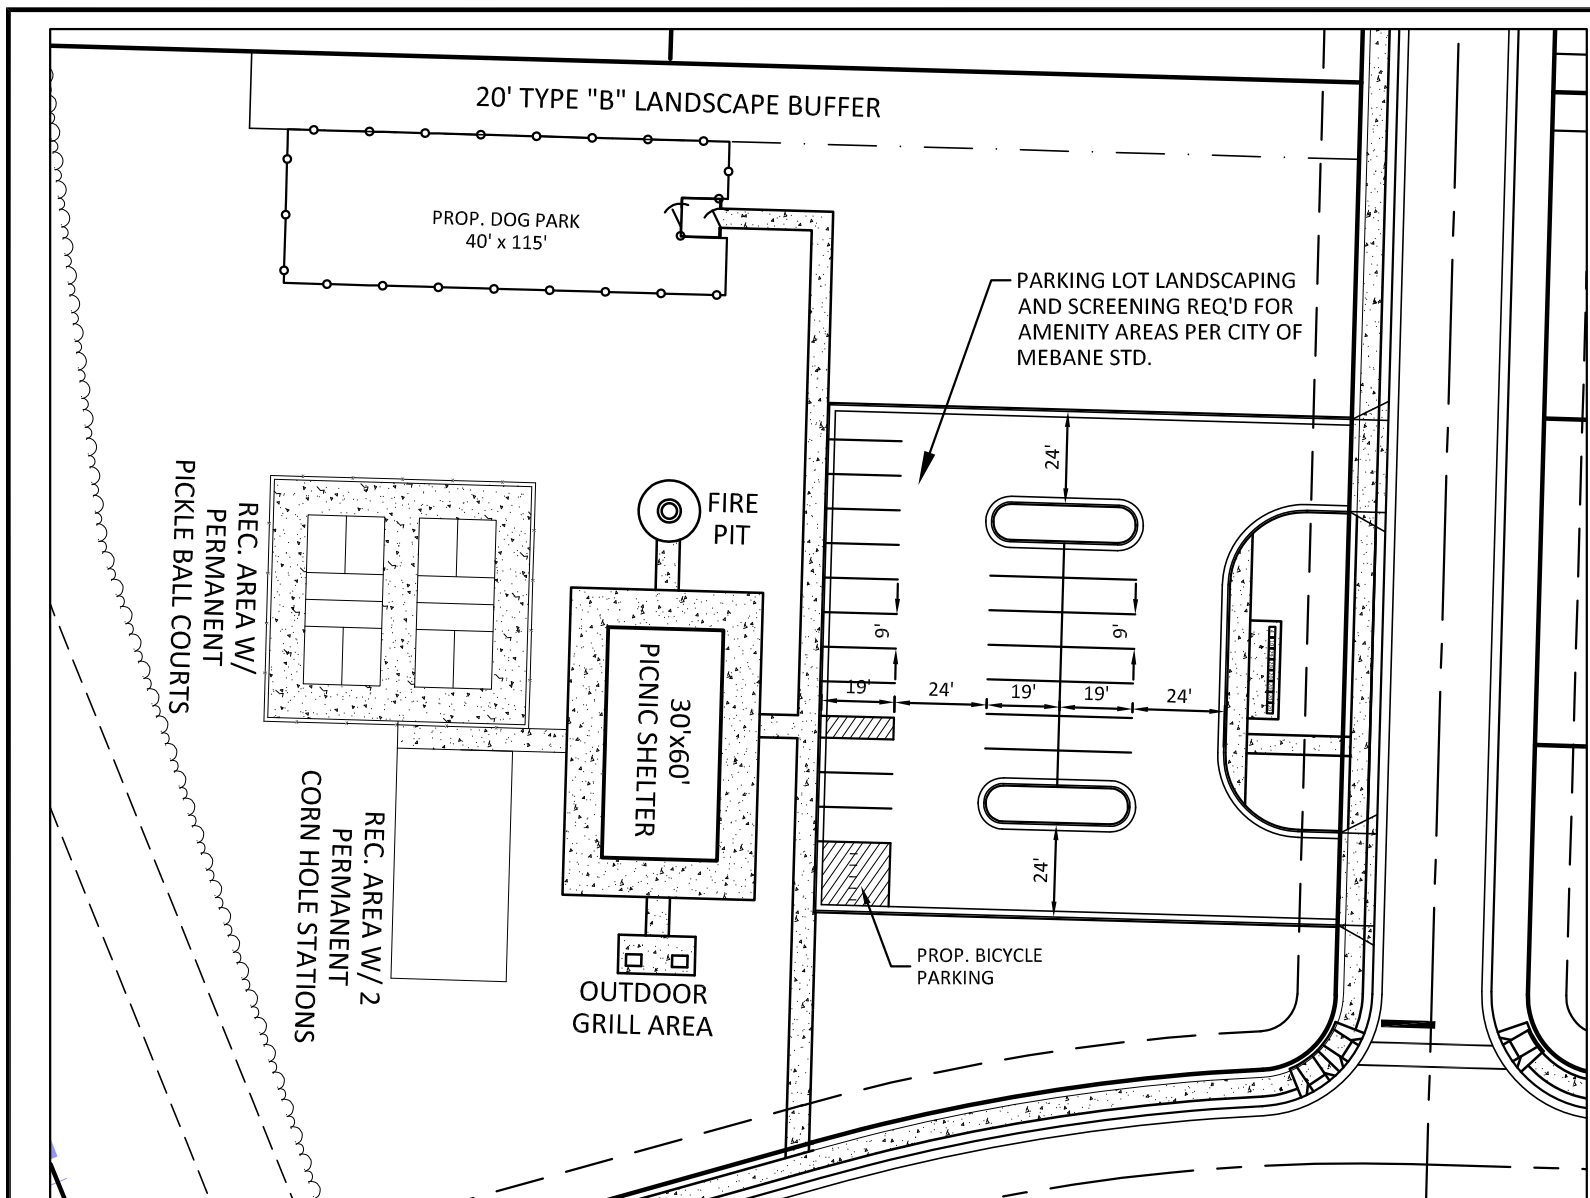 20' TYPE "B" LANDSCAPE BUFFER
PROP. DOG PARK
40' x 115'
PARKING LOT LANDSCAPING
AND SCREENING REQ'D FOR
AMENITY AREAS PER CITY OF
MEBANE STD.
24'
REC. AREA W/
PERMANENT
PICKLE BALL COURTS
FIRE
PIT
30'x60'
PICNIC SHELTER
9'
9'
19'
24'
19'
19'
24'
REC. AREA W/ 2
PERMANENT
CORN HOLE STATIONS
24'
PROP. BICYCLE
PARKING
OUTDOOR
GRILL AREA